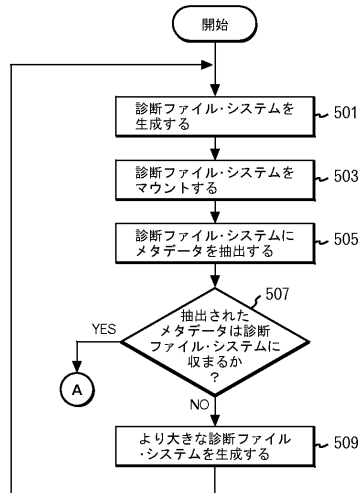 開始
診断ファイル・システムを
生成する
501
診断ファイル・システムを
マウントする
503
診断ファイル・システムに
メタデータを抽出する
505
507
抽出された
メタデータは診断
ファイル・システムに
収まるか
?
YES
A
NO
より大きな診断ファイル
・システムを生成する
509